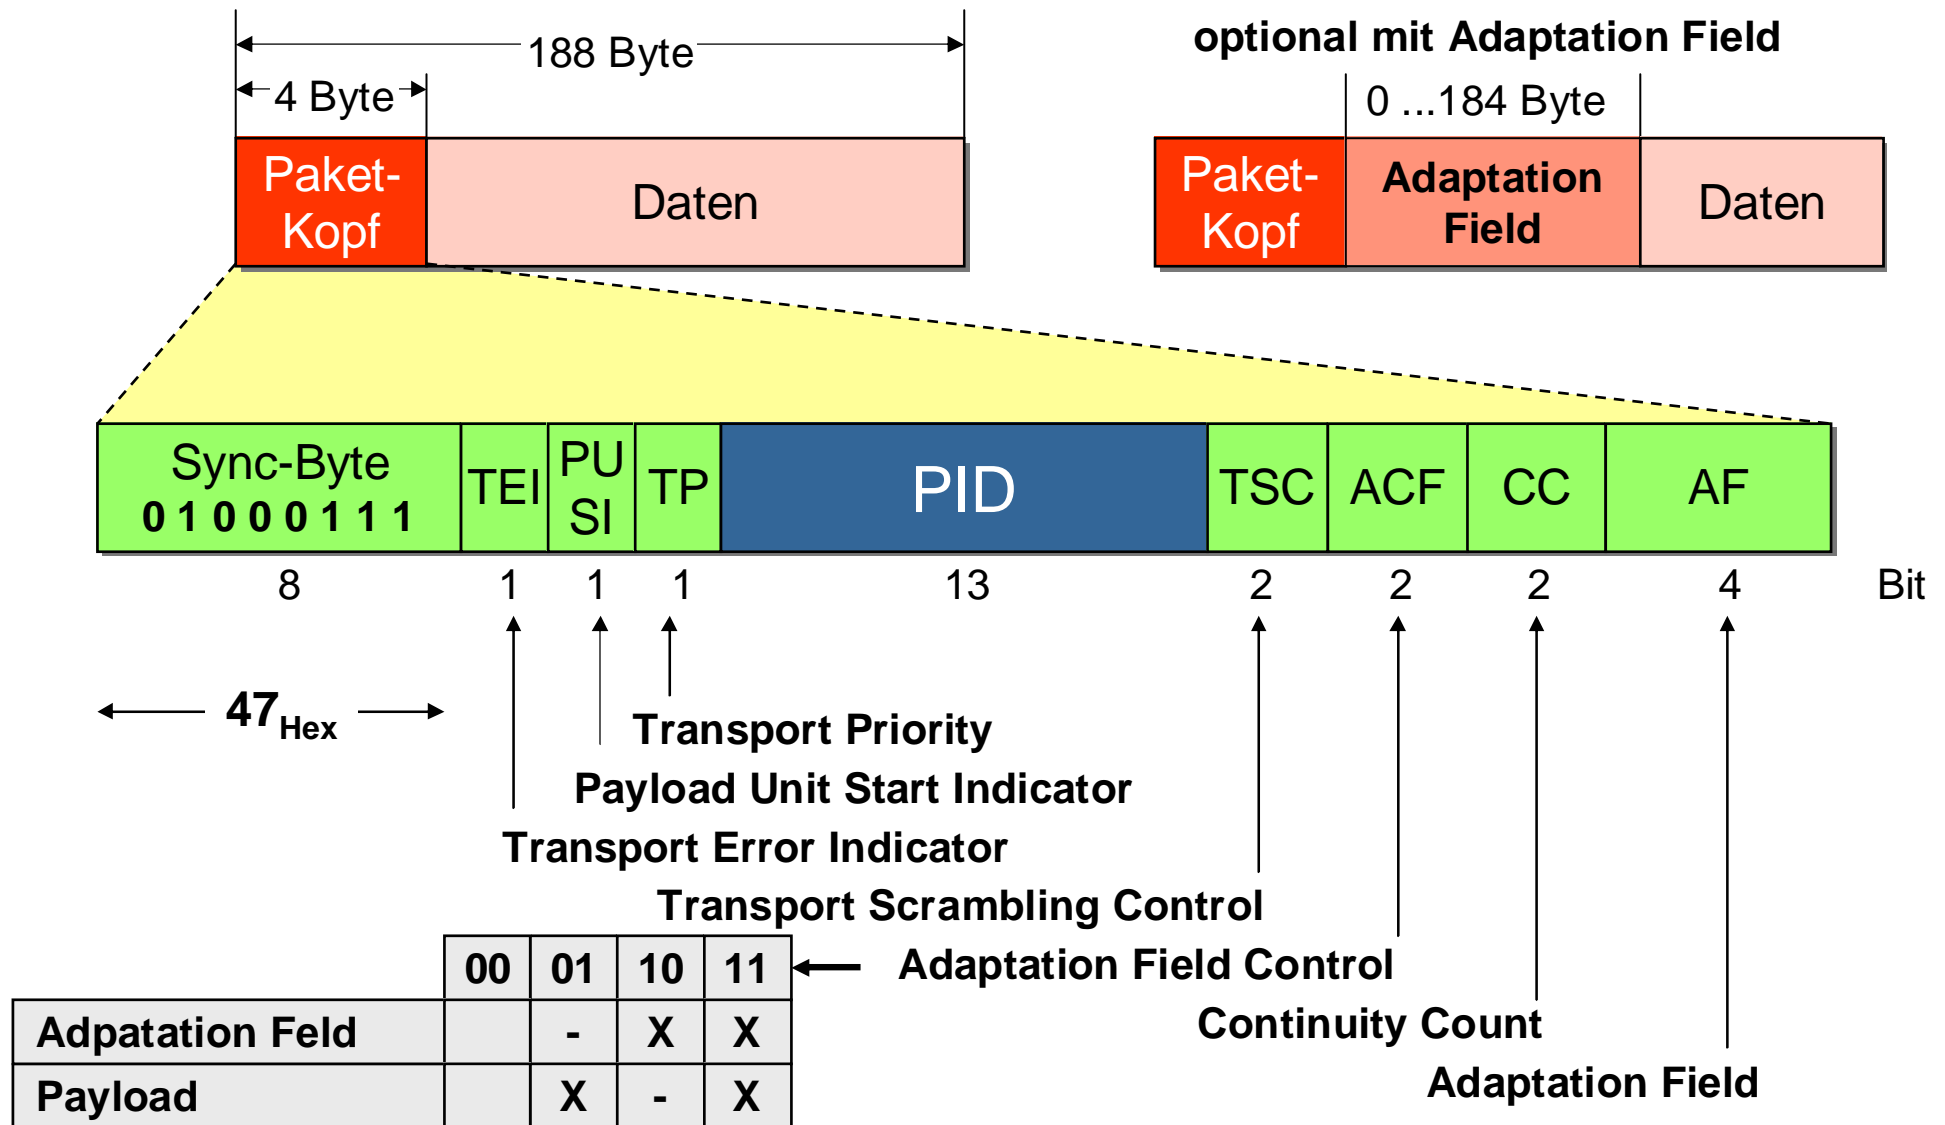 188 Byte
4 Byte
optional mit Adaptation Field
0 ...184 Byte
Paket-
Kopf
Daten
Paket-
Kopf
Adaptation
Field
Daten
Sync-Byte
0 1 0 0 0 1 1 1
TEI
PU
SI
TP
PID
TSC
ACF
CC
AF
8 1 1 1 13 2 2 2 4 Bit
47Hex
Transport Priority
Payload Unit Start Indicator
Transport Error Indicator
Transport Scrambling Control
Adaptation Field Control
Continuity Count
Adaptation Field
00 01 10 11
Adpatation Feld - X X
Payload X - X